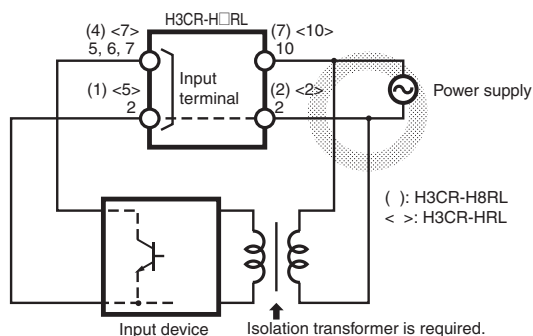 H3CR-H□RL
(4) <7>
5, 6, 7
(7) <10>
10
Input
terminal
(1) <5>
2
(2) <2>
2
Power supply
( ): H3CR-H8RL
< >: H3CR-HRL
Input device
Isolation transformer is required.